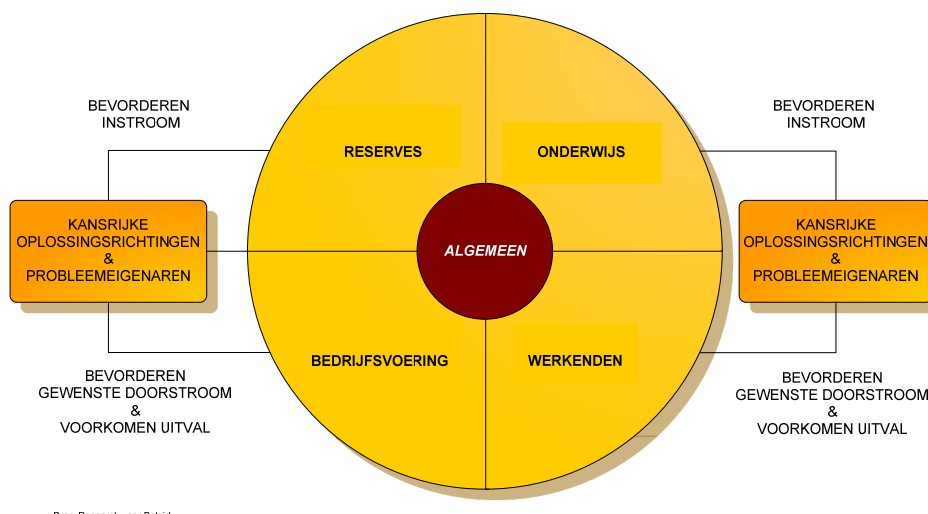 BEVORDEREN
INSTROOM
KANSRIJKE
OPLOSSINGSRICHTINGEN
&
PROBLEEMEIGENAREN
BEVORDEREN
GEWENSTE DOORSTROOM
&
VOORKOMEN UITVAL
RESERVES
ONDERWIJS
ALGEMEEN
BEDRIJFSVOERING
WERKENDEN
BEVORDEREN
INSTROOM
KANSRIJKE
OPLOSSINGSRICHTINGEN
&
PROBLEEMEIGENAREN
BEVORDEREN
GEWENSTE DOORSTROOM
&
VOORKOMEN UITVAL